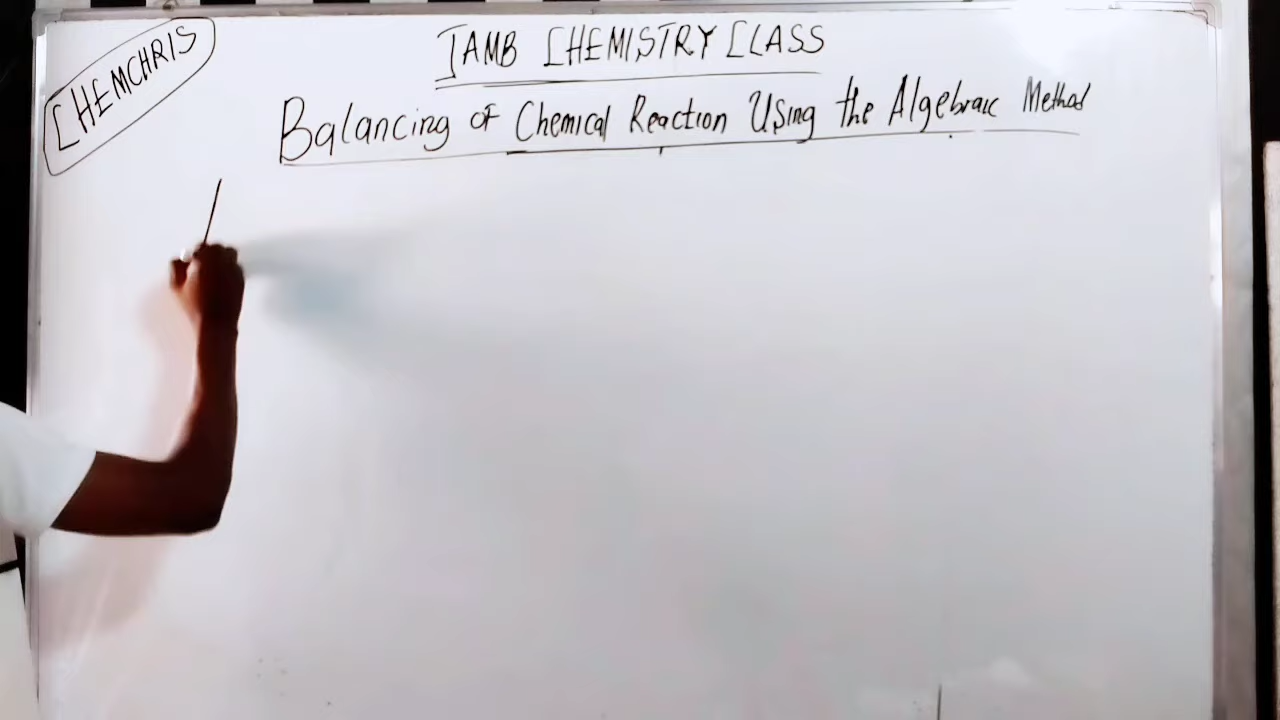 CHEMCHRIS
JAMB CHEMISTRY CLASS
Balancing of Chemical Reaction Using the Algebraic Method